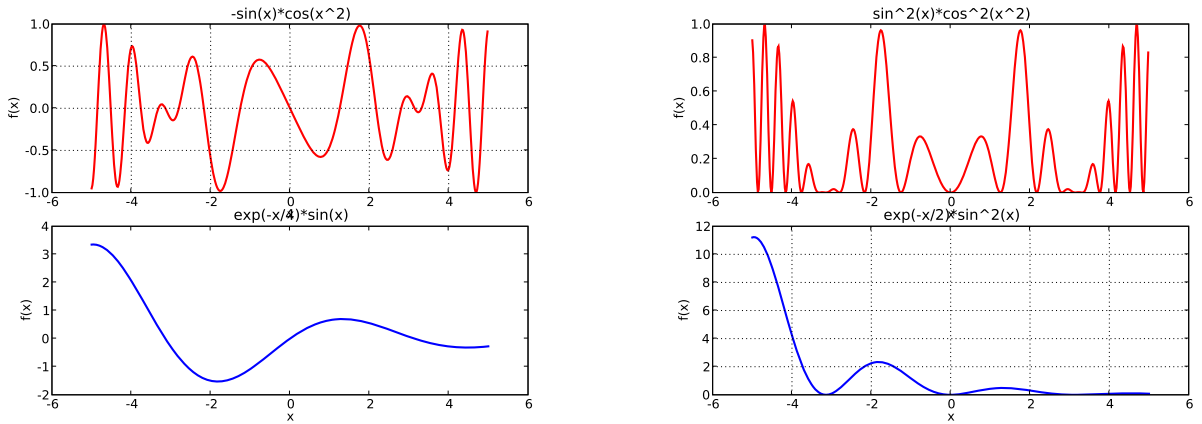 -sin(x)*cos(x^2)
1.0
0.5
0.0
-0.5
-1.0
f(x)
-6 -4 -2 0 2 4 6
x
sin^2(x)*cos^2(x^2)
1.0
0.8
0.6
0.4
0.2
0.0
f(x)
-6 -4 -2 0 2 4 6
x
exp(-x/4)*sin(x)
4
3
2
1
0
-1
-2
f(x)
-6 -4 -2 0 2 4 6
x
exp(-x/2)*sin^2(x)
12
10
8
6
4
2
0
f(x)
-6 -4 -2 0 2 4 6
x